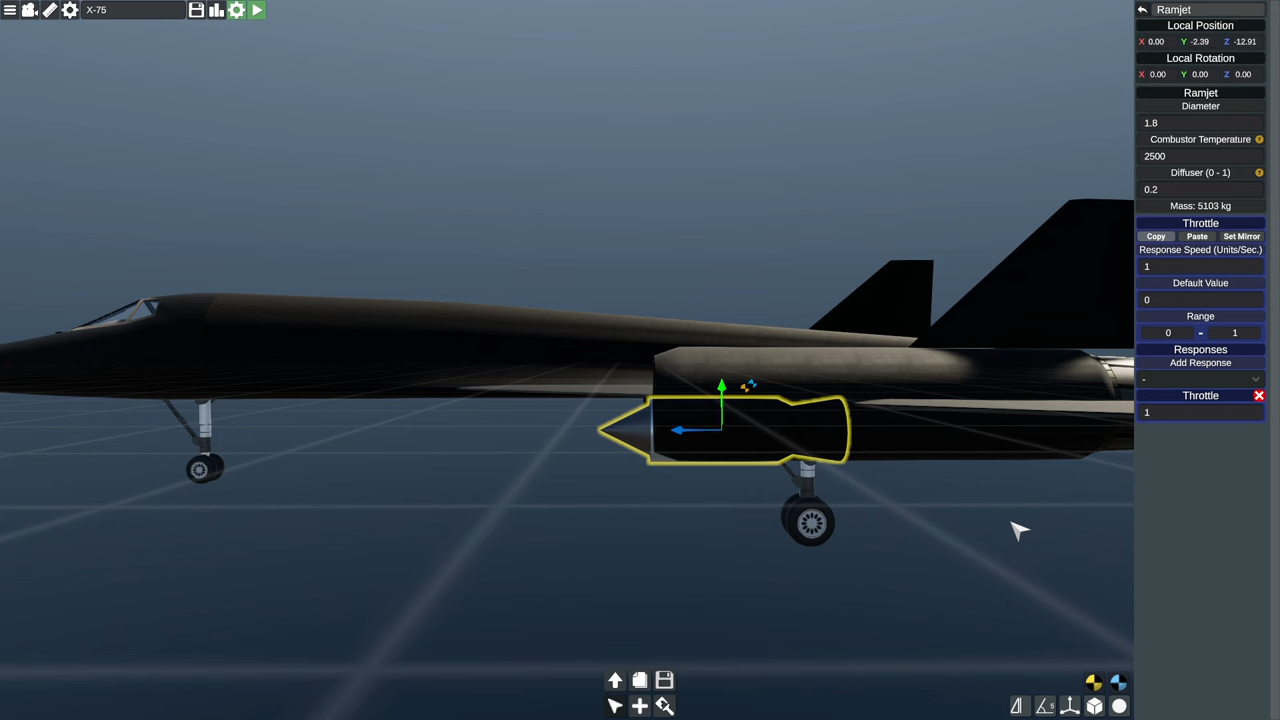 X-75
Ramjet
Local Position
X 0.00 Y -2.39 Z -12.91
Local Rotation
X 0.00 Y 0.00 Z 0.00
Ramjet
Diameter
1.8
Combustor Temperature ?
2500
Diffuser (0 - 1) ?
0.2
Mass: 5103 kg
Throttle
Copy Paste Set Mirror
Response Speed (Units/Sec.)
1
Default Value
0
Range
0 - 1
Responses
Add Response
-
Throttle
1
5